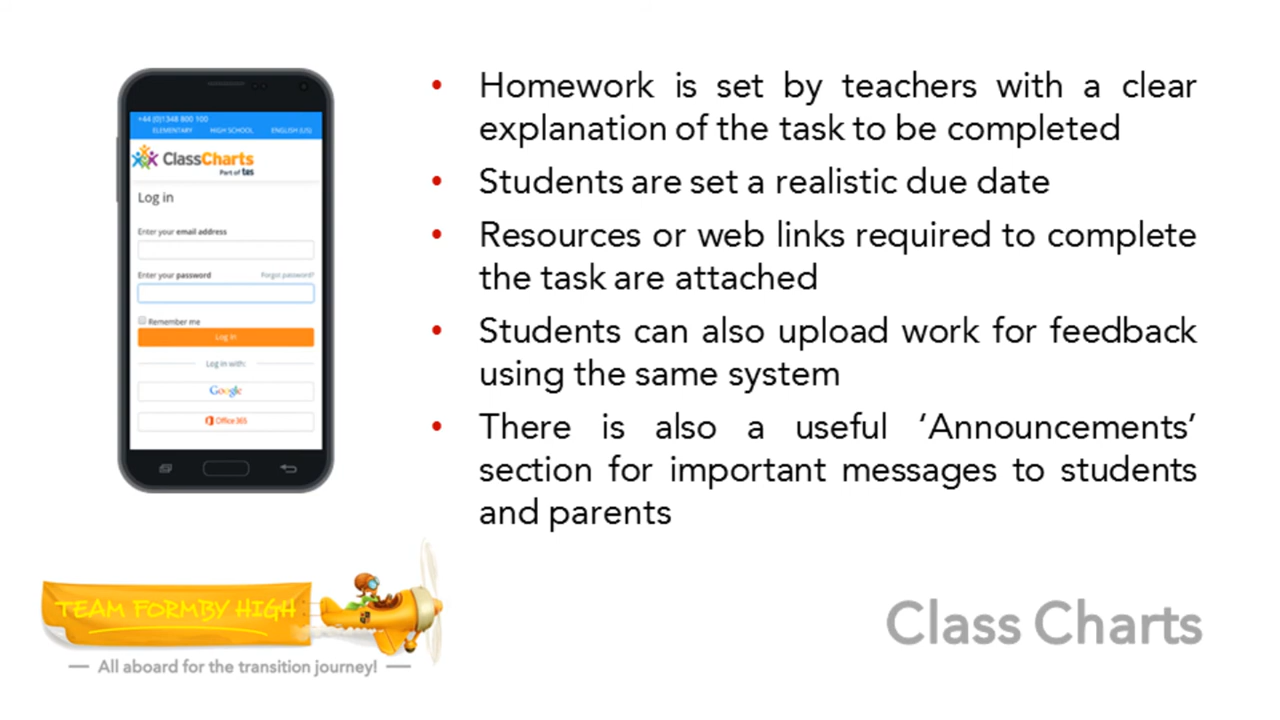 +44 (0)1348 800 100
ELEMENTARY HIGH SCHOOL ENGLISH (US)
ClassCharts
Part of tes
Log in
Enter your email address
Enter your password Forgot password?
Remember me
Log in
Log in with:
Google
Office 365
• Homework is set by teachers with a clear
explanation of the task to be completed
• Students are set a realistic due date
• Resources or web links required to complete
the task are attached
• Students can also upload work for feedback
using the same system
• There is also a useful ‘Announcements’
section for important messages to students
and parents
TEAM FORMBY HIGH
All aboard for the transition journey!
Class Charts